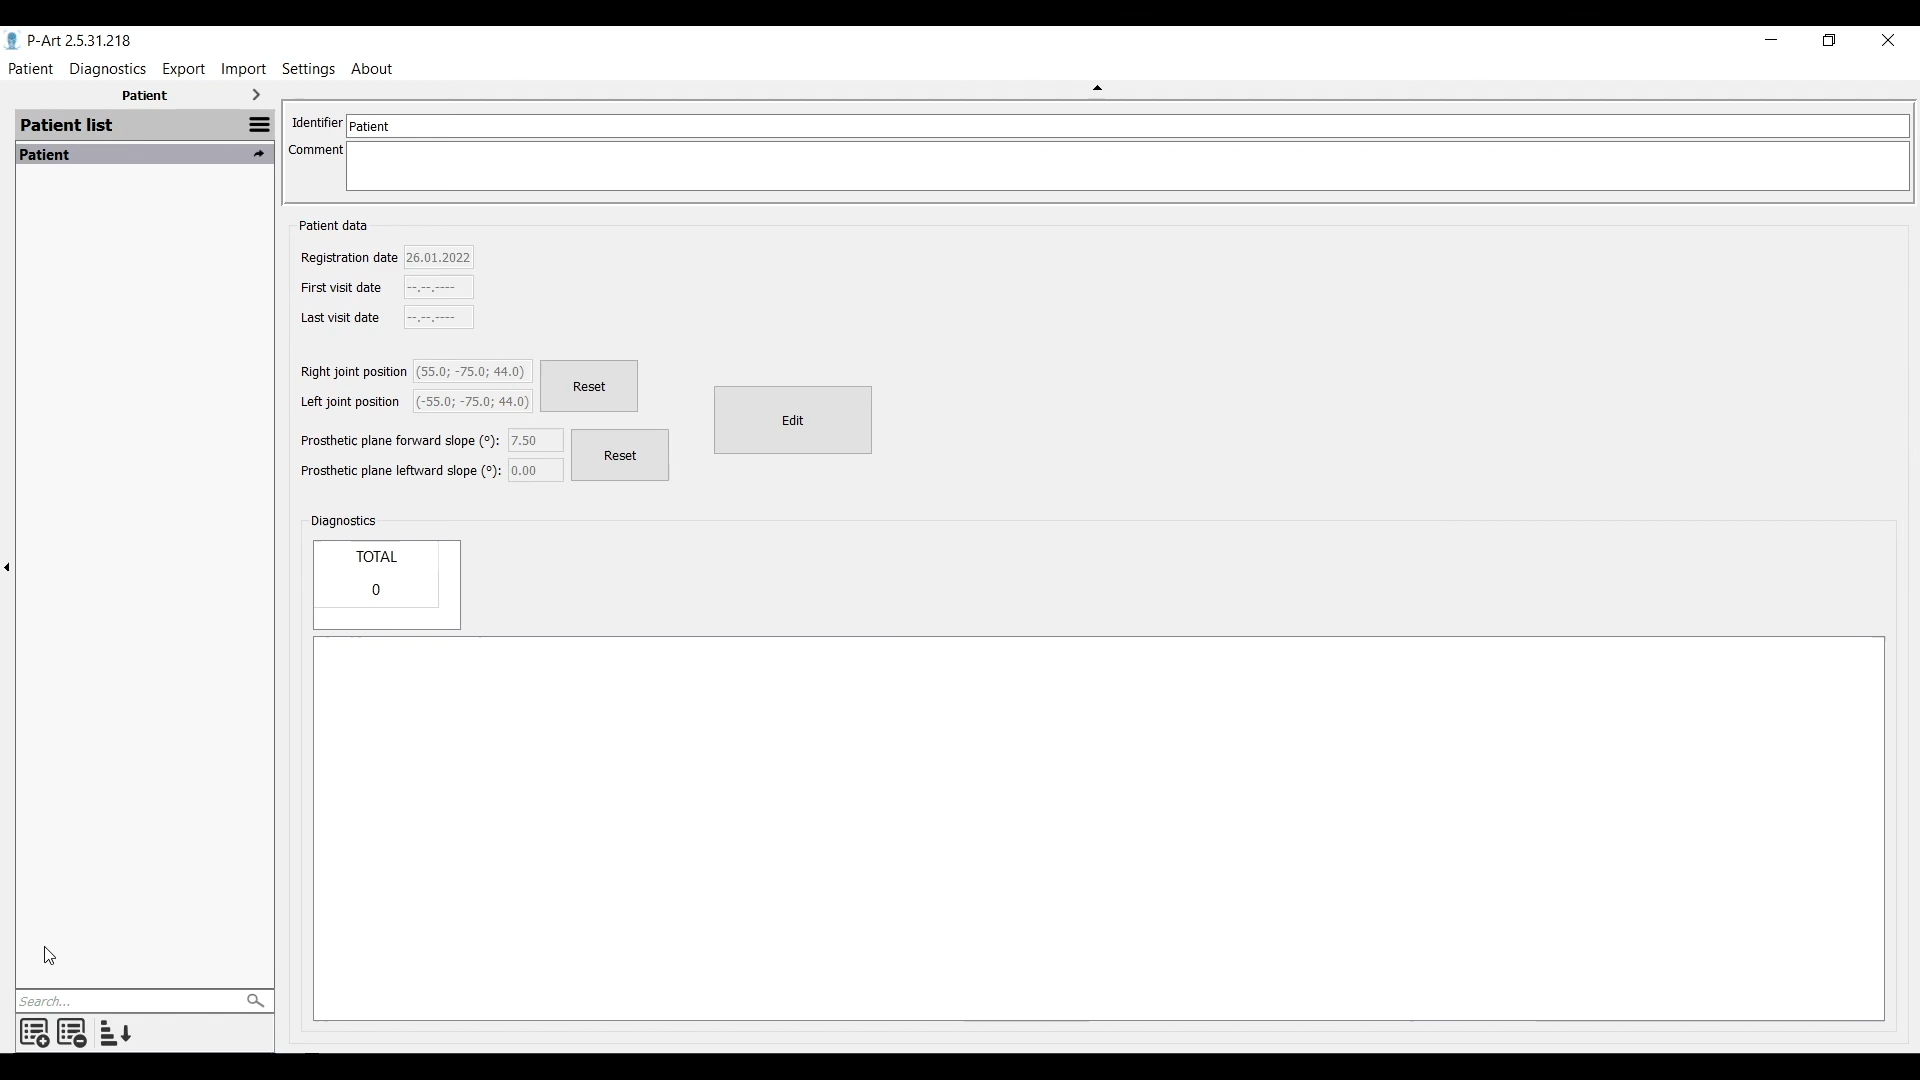 P-Art 2.5.31.218
Patient Diagnostics Export Import Settings About
Patient
Patient list
Patient
Identifier Patient
Comment
Patient data
Registration date 26.01.2022
First visit date --.--.----
Last visit date --.--.----
Right joint position (55.0; -75.0; 44.0)
Left joint position (-55.0; -75.0; 44.0)
Reset
Edit
Prosthetic plane forward slope (º): 7.50
Prosthetic plane leftward slope (º): 0.00
Reset
Diagnostics
TOTAL
0
Search...